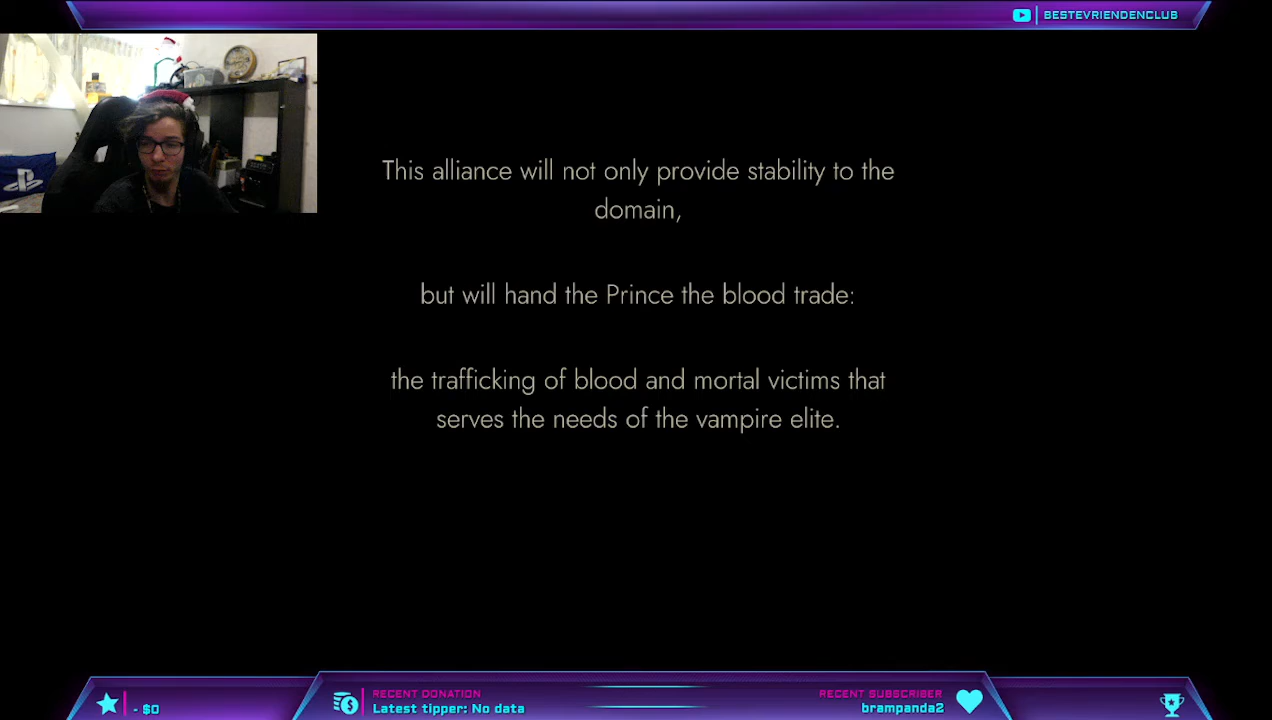 BESTEVRIENDENCLUB
This alliance will not only provide stability to the
domain,
but will hand the Prince the blood trade:
the trafficking of blood and mortal victims that
serves the needs of the vampire elite.
- $0
RECENT DONATION
Latest tipper: No data
RECENT SUBSCRIBER
brampanda2